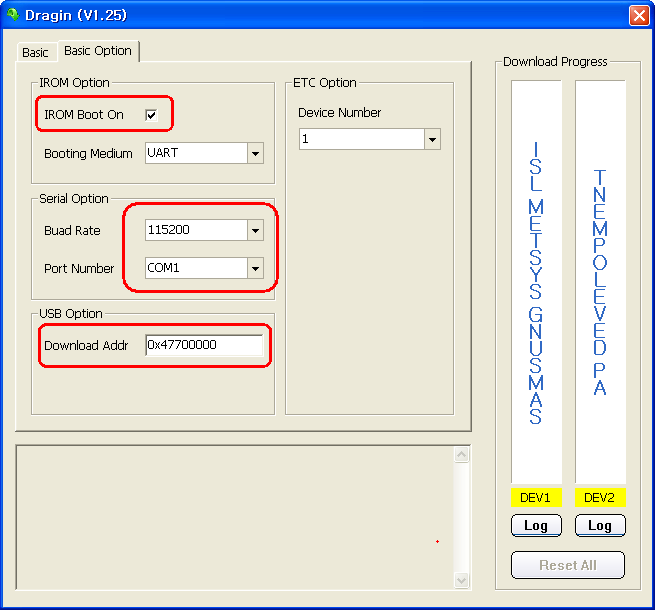 Dragin (V1.25)
Basic
Basic Option
IROM Option
IROM Boot On
Booting Medium UART
Serial Option
Buad Rate 115200
Port Number COM1
USB Option
Download Addr 0x47700000
ETC Option
Device Number
1
Download Progress
ISL METSYS GNUSMAS
TNEMPOLEVED PA
DEV1 DEV2
Log Log
Reset All